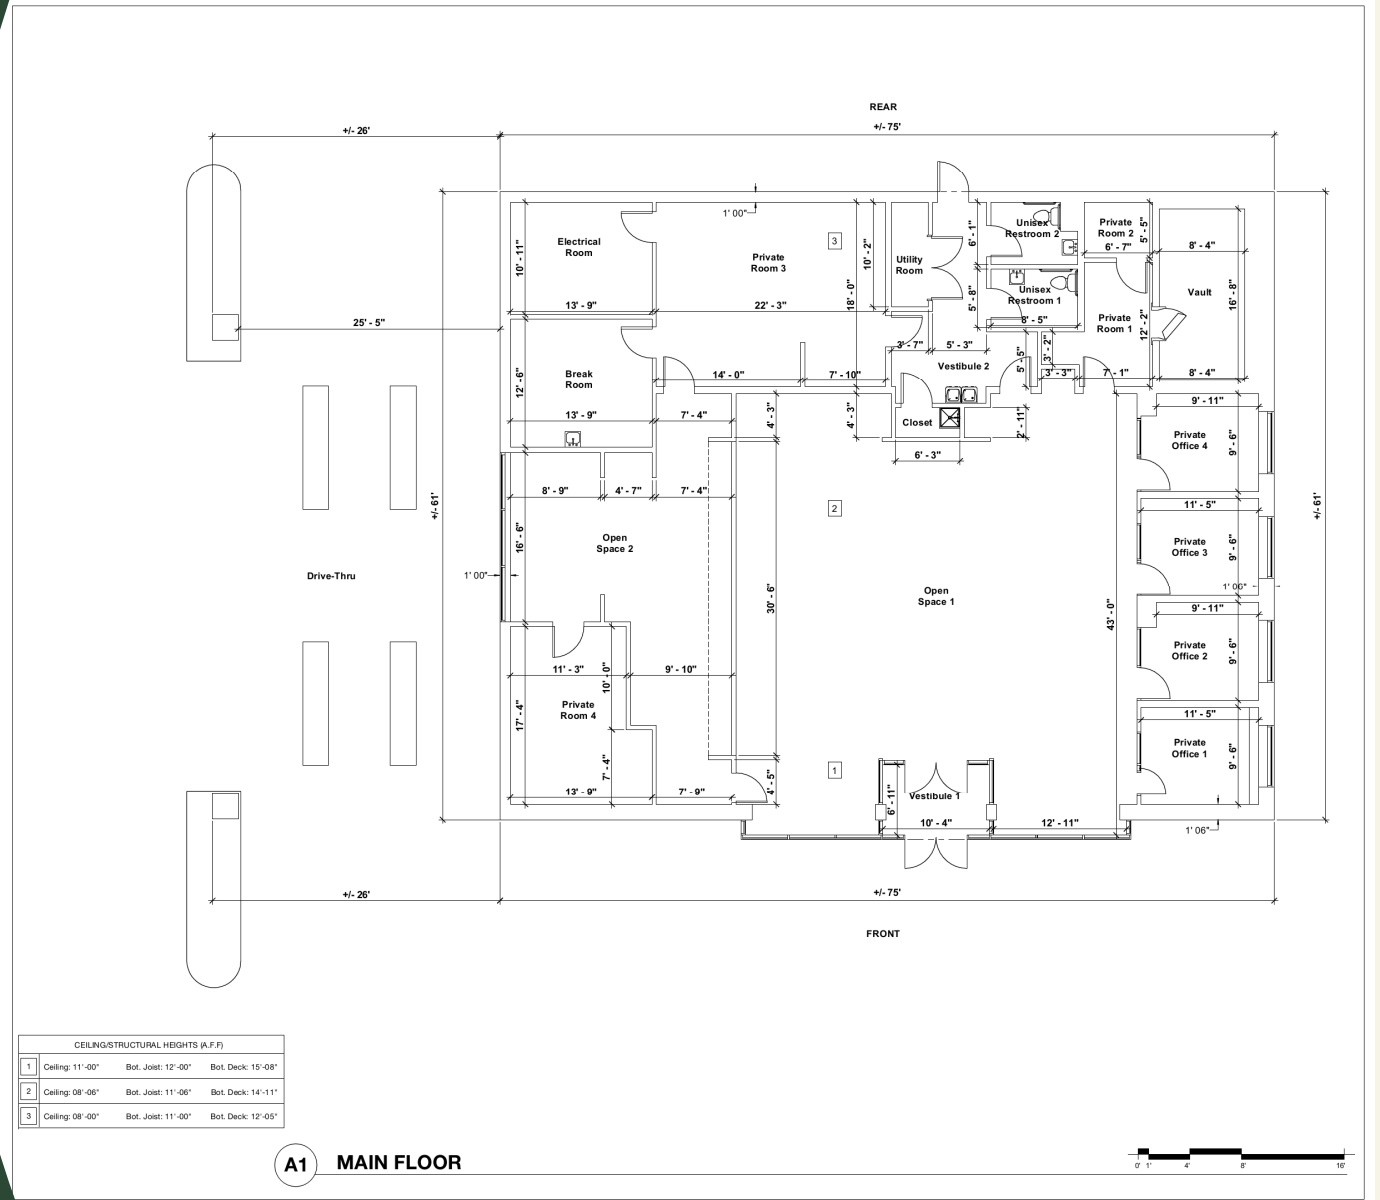 REAR
+/- 26'
+/- 75'
1' 00"
Electrical
Room
10' - 11"
13' - 9"
Private
Room 3
3
22' - 3"
18' - 0"
10' - 2"
Utility
Room
6' - 1"
5' - 8"
Unisex
Restroom 2
Unisex
Restroom 1
8' - 5"
Private
Room 2
6' - 7"
5' - 5"
8' - 4"
Vault
16' - 8"
8' - 4"
Private
Room 1
12' - 2"
25' - 5"
3' - 7"
5' - 3"
Vestibule 2
5' - 5"
3' - 2"
3' - 3"
7' - 1"
Break
Room
12' - 6"
13' - 9"
14' - 0"
7' - 10"
7' - 4"
4' - 3"
4' - 3"
Closet
2' - 11"
6' - 3"
9' - 11"
Private
Office 4
9' - 6"
+/- 61'
+/- 61'
8' - 9"
4' - 7"
7' - 4"
2
11' - 5"
Open
Space 2
16' - 6"
Private
Office 3
9' - 6"
1' 00"
Drive-Thru
1' 00"
Open
Space 1
30' - 6"
43' - 0"
9' - 11"
Private
Office 2
9' - 6"
11' - 3"
10' - 0"
9' - 10"
Private
Room 4
17' - 4"
11' - 5"
Private
Office 1
9' - 6"
7' - 4"
13' - 9"
7' - 9"
4' - 5"
1
Vestibule 1
6' - 11"
10' - 4"
12' - 11"
1' 06"
+/- 26'
+/- 75'
FRONT
CEILING/STRUCTURAL HEIGHTS (A.F.F)
1 Ceiling: 11'-00" Bot. Joist: 12'-00" Bot. Deck: 15'-08"
2 Ceiling: 08'-06" Bot. Joist: 11'-06" Bot. Deck: 14'-11"
3 Ceiling: 08'-00" Bot. Joist: 11'-00" Bot. Deck: 12'-05"
A1 MAIN FLOOR
0' 1' 4' 8' 16'